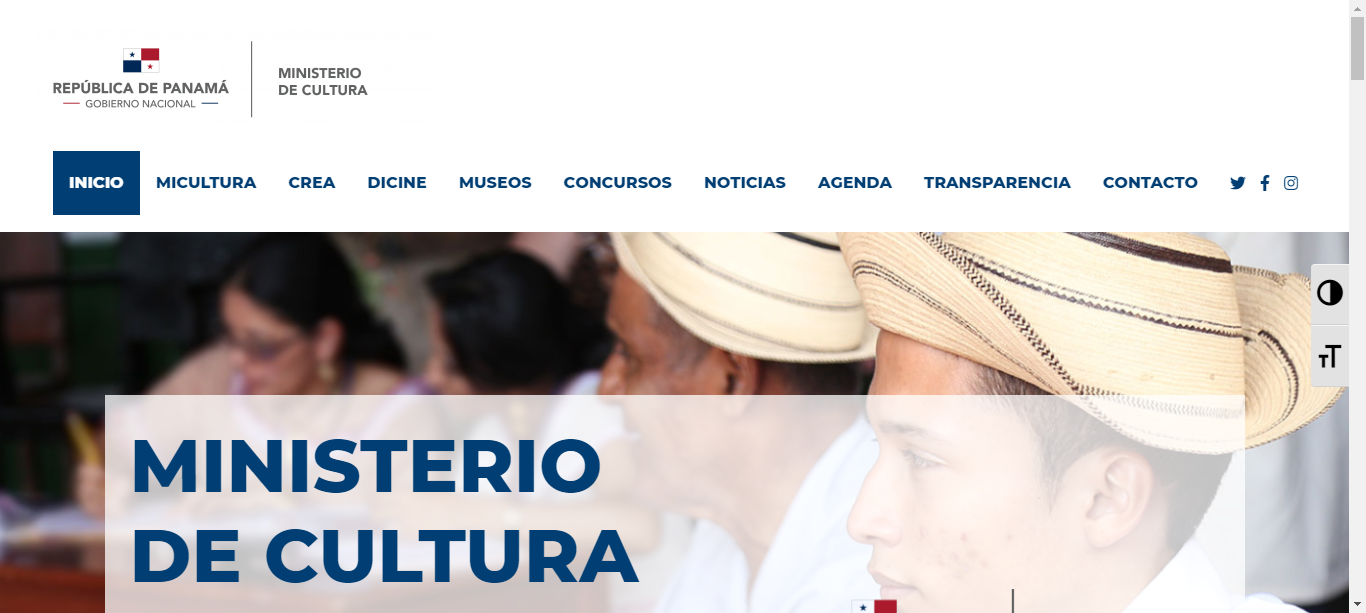 REPÚBLICA DE PANAMÁ
GOBIERNO NACIONAL
MINISTERIO
DE CULTURA
INICIO MICULTURA CREA DICINE MUSEOS CONCURSOS NOTICIAS AGENDA TRANSPARENCIA CONTACTO
MINISTERIO
DE CULTURA